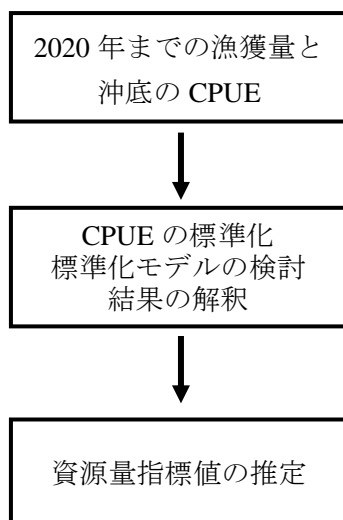 2020 年までの漁獲量と
沖底の CPUE
CPUE の標準化
標準化モデルの検討
結果の解釈
資源量指標値の推定